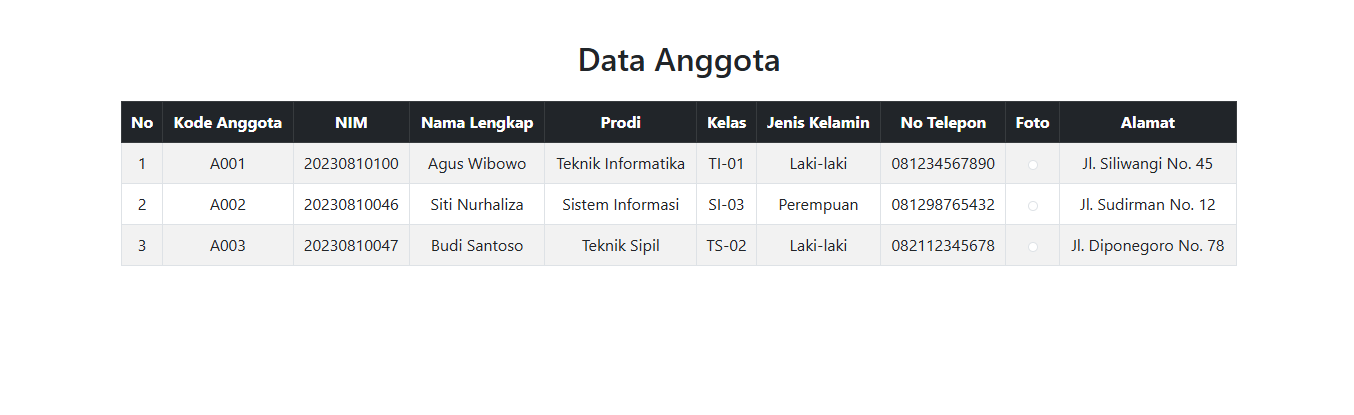 Data Anggota
No Kode Anggota NIM Nama Lengkap Prodi Kelas Jenis Kelamin No Telepon Foto Alamat
1 A001 20230810100 Agus Wibowo Teknik Informatika TI-01 Laki-laki 081234567890 Jl. Siliwangi No. 45
2 A002 20230810046 Siti Nurhaliza Sistem Informasi SI-03 Perempuan 081298765432 Jl. Sudirman No. 12
3 A003 20230810047 Budi Santoso Teknik Sipil TS-02 Laki-laki 082112345678 Jl. Diponegoro No. 78